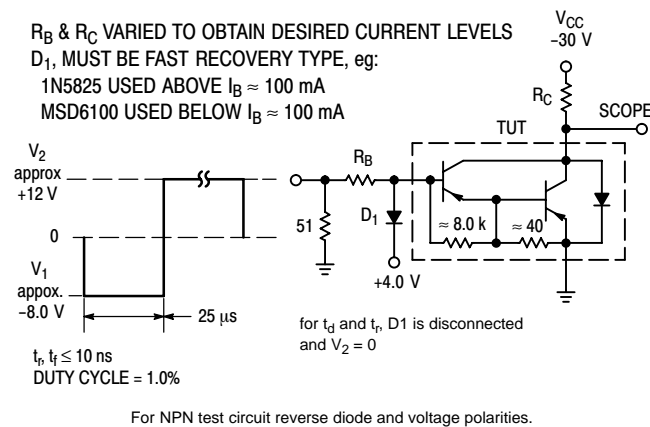 R_B & R_C VARIED TO OBTAIN DESIRED CURRENT LEVELS
D_1, MUST BE FAST RECOVERY TYPE, eg:
1N5825 USED ABOVE I_B ≈ 100 mA
MSD6100 USED BELOW I_B ≈ 100 mA
V_CC
–30 V
R_C
SCOPE
TUT
V_2
approx
+12 V
0
V_1
appox.
–8.0 V
25 μs
R_B
51
D_1
+4.0 V
≈ 8.0 k
≈ 40
for t_d and t_r, D1 is disconnected
and V_2 = 0
t_r, t_f ≤ 10 ns
DUTY CYCLE = 1.0%
For NPN test circuit reverse diode and voltage polarities.